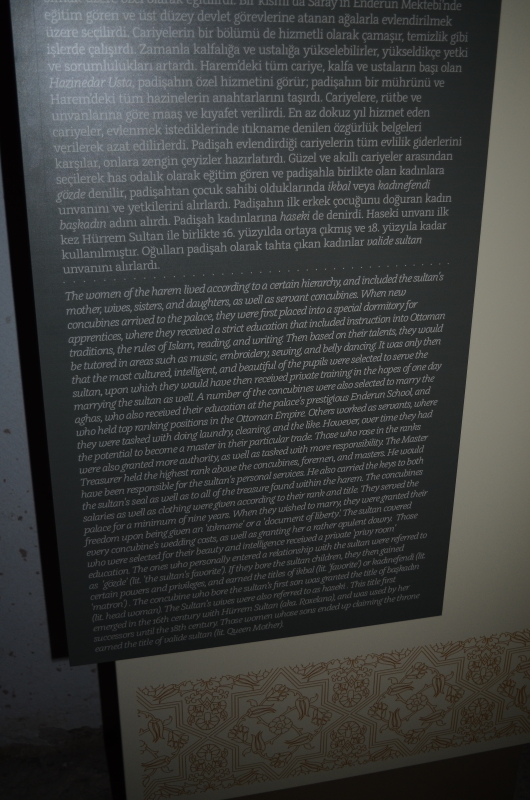 eğitim gören ve üst düzey devlet görevlerine atanan ağalarla evlendirilmek
üzere seçilirdi. Cariyelerin bir bölümü de hizmetli olarak çamaşır, temizlik gibi
işlerde çalışırdı. Zamanla kalfalığa ve ustalığa yükselebilirler, yükseldikçe yetki
ve sorumlulukları artardı. Harem'deki tüm cariye, kalfa ve ustaların başı olan
Hazinedar Usta, padişahın özel hizmetini görür; padişahın bir mührünü ve
Harem'deki tüm hazinelerin anahtarlarını taşırdı. Cariyelere, rütbe ve
unvanlarına göre maaş ve kıyafet verilirdi. En az dokuz yıl hizmet eden
cariyeler, evlenmek istediklerinde ıtıkname denilen özgürlük belgeleri
verilerek azat edilirlerdi. Padişah evlendirdiği cariyelerin tüm evlilik giderlerini
karşılar, onlara zengin çeyizler hazırlatırdı. Güzel ve akıllı cariyeler arasından
seçilerek has odalık olarak eğitim gören ve padişahla birlikte olan kadınlara
gözde denilir, padişahtan çocuk sahibi olduklarında ikbal veya kadınefendi
unvanını ve yetkilerini alırlardı. Padişahın ilk erkek çocuğunu doğuran kadın
başkadın adını alırdı. Padişah kadınlarına haseki de denirdi. Haseki unvanı ilk
kez Hürrem Sultan ile birlikte 16. yüzyılda ortaya çıkmış ve 18. yüzyıla kadar
kullanılmıştır. Oğulları padişah olarak tahta çıkan kadınlar valide sultan
unvanını alırlardı.
The women of the harem lived according to a certain hierarchy, and included the sultan's
mother, wives, sisters, and daughters, as well as servant concubines. When new
concubines arrived to the palace, they were first placed into a special dormitory for
apprentices, where they received a strict education that included instruction into Ottoman
traditions, the rules of Islam, reading, and writing. Then based on their talents, they would
be tutored in areas such as music, embroidery, sewing, and belly dancing. It was only then
that the most cultured, intelligent, and beautiful of the pupils were selected to serve the
sultan, upon which they would have then received private training in the hopes of one day
marrying the sultan as well. A number of the concubines were also selected to marry the
aghas, who also received their education at the palace's prestigious Enderun School, and
who held top ranking positions in the Ottoman Empire. Others worked as servants, where
they were tasked with doing laundry, cleaning, and the like. However, over time they had
the potential to become a master in their particular trade. Those who rose in the ranks
were also granted more authority, as well as tasked with more responsibility. The Master
Treasurer held the highest rank above the concubines, foremen, and masters. He would
have been responsible for the sultan's personal services. He also carried the keys to both
the sultan's seal as well as to all of the treasure found within the harem. The concubines
salaries as well as clothing were given according to their rank and title. They served the
palace for a minimum of nine years. When they wished to marry, they were granted their
freedom upon being given an 'ıtıkname' or a 'document of liberty'. The sultan covered
every concubine's wedding costs, as well as granting her a rather opulent dowry. Those
who were selected for their beauty and intelligence received a private 'privy room'
education. The ones who personally entered a relationship with the sultan were referred to
as 'gözde' (lit. 'the sultan's favorite'). If they bore the sultan children, they then gained
certain powers and privileges, and earned the titles of ikbal (lit. 'favorite') or kadınefendi (lit.
'matron'). The concubine who bore the sultan's first son was granted the title of başkadın
(lit. head woman). The Sultan's wives were also referred to as haseki. This title first
emerged in the 16th century with Hürrem Sultan (aka. Roxelana), and was used by her
successors until the 18th century. Those women whose sons ended up claiming the throne
earned the title of valide sultan (lit. Queen Mother).